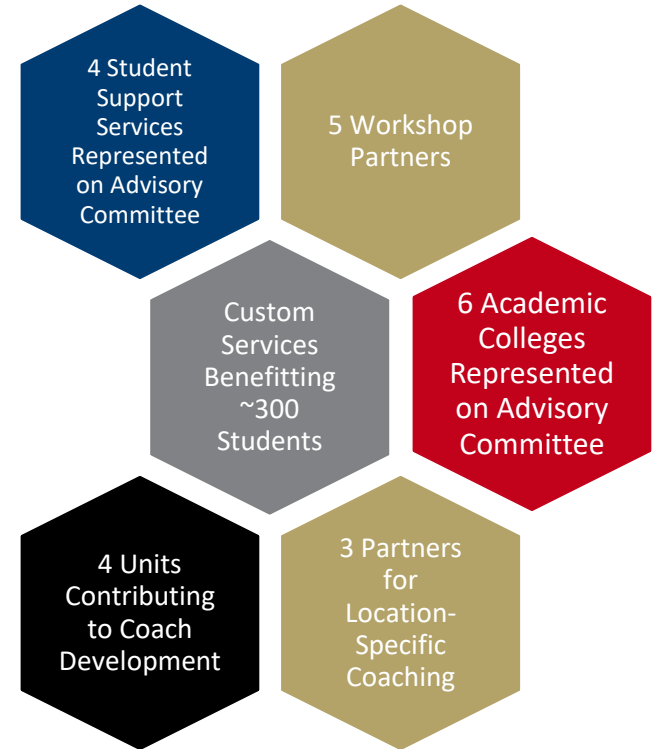 4 Student
Support
Services
Represented
on Advisory
Committee
5 Workshop
Partners
Custom
Services
Benefitting
~300
Students
6 Academic
Colleges
Represented
on Advisory
Committee
4 Units
Contributing
to Coach
Development
3 Partners
for
Location-
Specific
Coaching